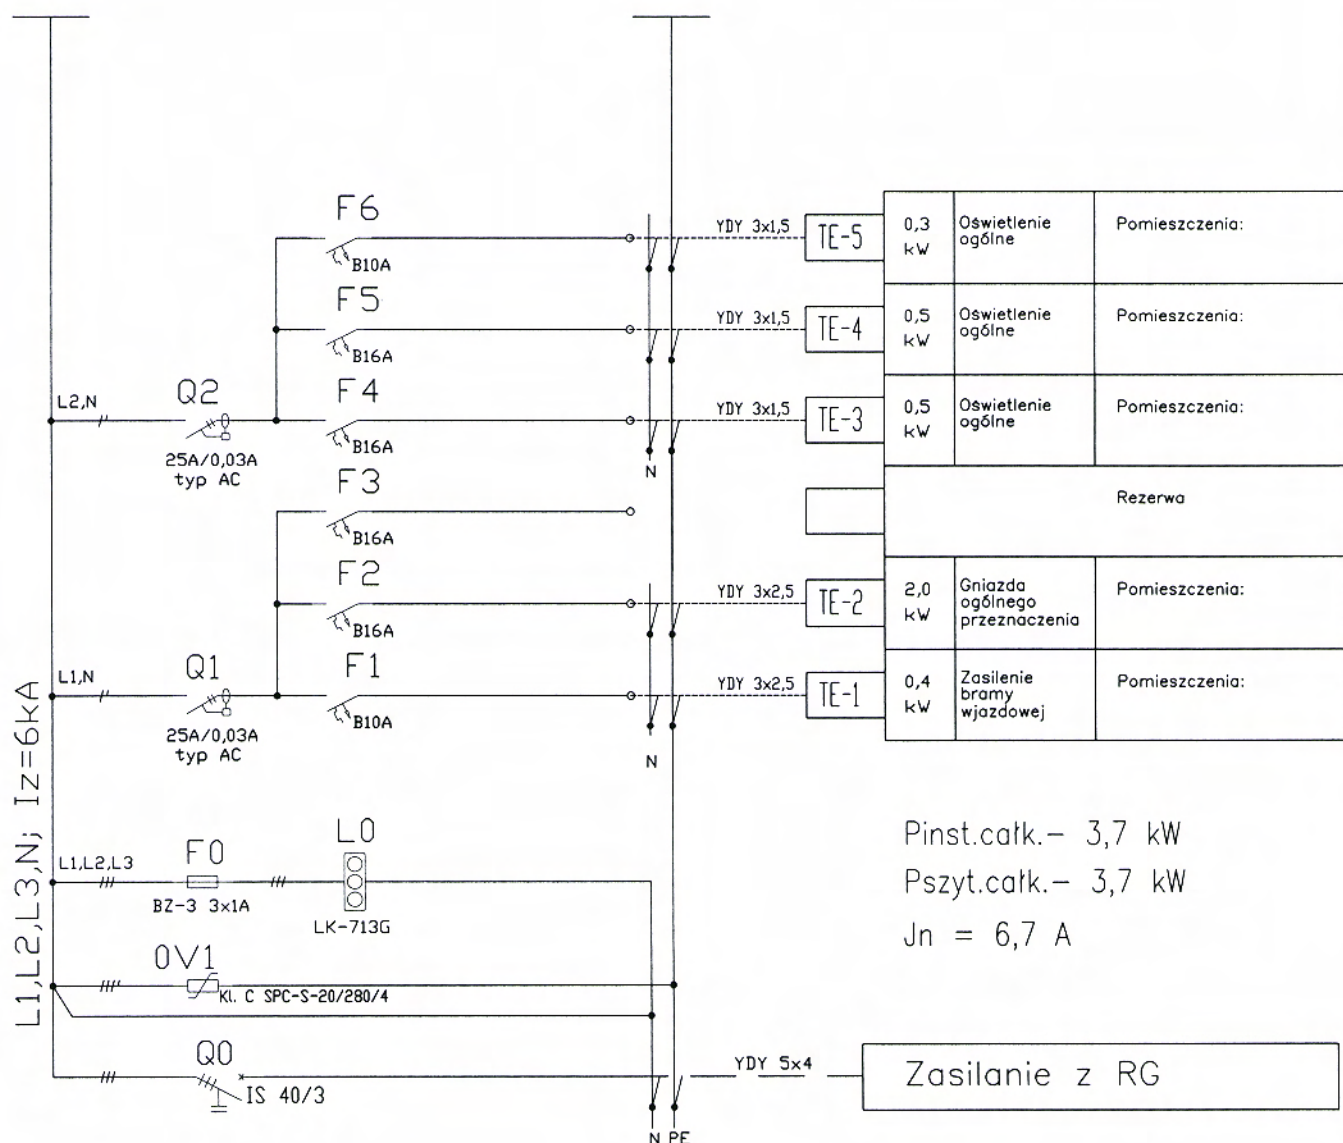 F6
B10A
YDY 3x1,5
TE-5
0,3
kW
Oświetlenie
ogólne
Pomieszczenia:
F5
B16A
YDY 3x1,5
TE-4
0,5
kW
Oświetlenie
ogólne
Pomieszczenia:
L2,N
Q2
25A/0,03A
typ AC
F4
B16A
N
YDY 3x1,5
TE-3
0,5
kW
Oświetlenie
ogólne
Pomieszczenia:
F3
B16A
Rezerwa
F2
B16A
YDY 3x2,5
TE-2
2,0
kW
Gniazda
ogólnego
przeznaczenia
Pomieszczenia:
L1,N
Q1
25A/0,03A
typ AC
F1
B10A
N
YDY 3x2,5
TE-1
0,4
kW
Zasilenie
bramy
wjazdowej
Pomieszczenia:
L1,L2,L3,N; Iz=6kA
L1,L2,L3
F0
BZ-3 3x1A
L0
LK-713G
Pinst.całk.– 3,7 kW
Pszyt.całk.– 3,7 kW
Jn = 6,7 A
OV1
Kl. C SPC-S-20/280/4
Q0
IS 40/3
YDY 5x4
Zasilanie z RG
N PE